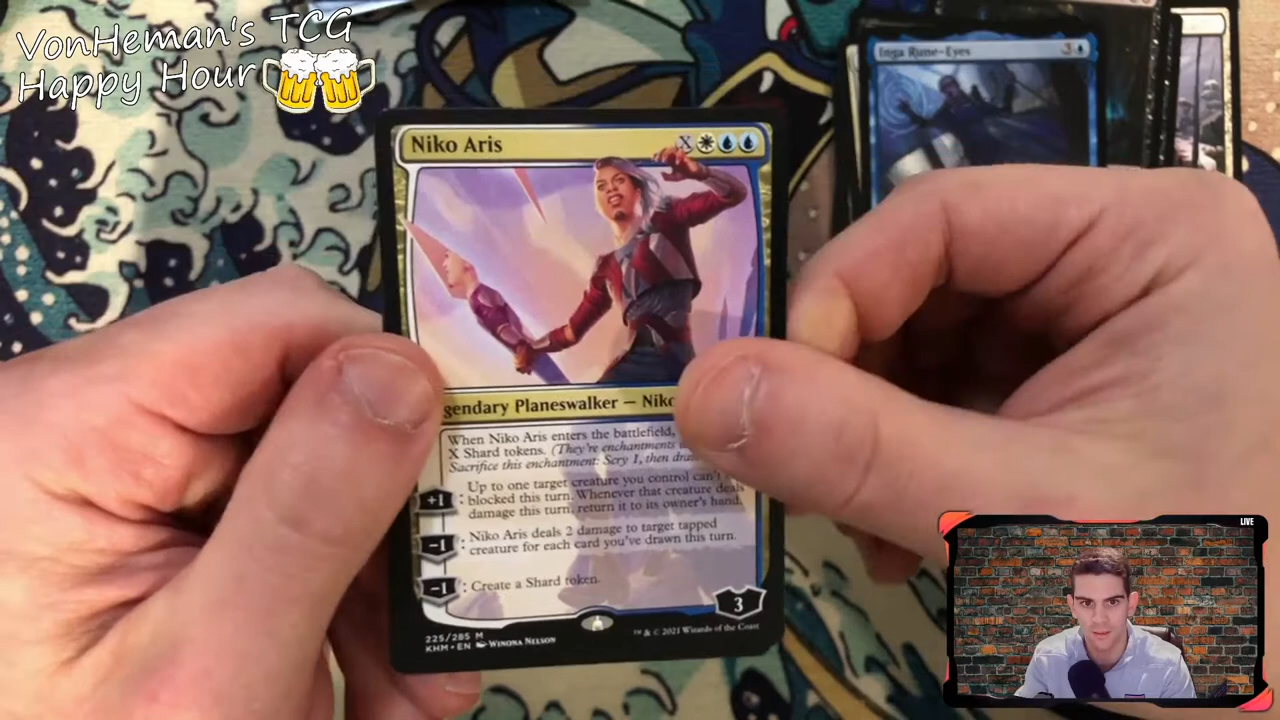 VonHeman's TCG
Happy Hour
Inga Rune-Eyes 3
Niko Aris X
gendary Planeswalker — Niko
When Niko Aris enters the battlefield,
X Shard tokens. (They're enchantments
Sacrifice this enchantment: Scry 1, then
+1: Up to one target creature you control can't
blocked this turn. Whenever that creature deals
damage this turn, return it to its owner's hand.
−1: Niko Aris deals 2 damage to target tapped
creature for each card you've drawn this turn.
−1: Create a Shard token.
3
225/285 M
KHM • EN Winona Nelson
™ & © 2021 Wizards of the Coast
LIVE